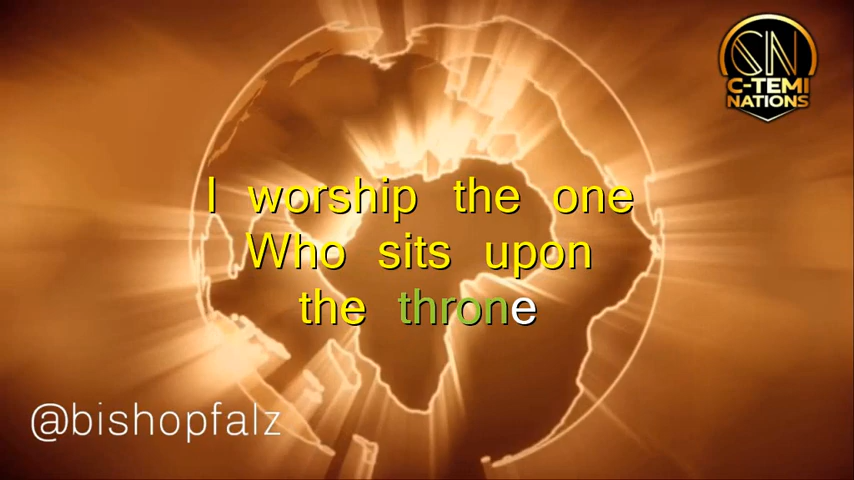 C-TEMI
NATIONS
I worship the one
Who sits upon
the throne
@bishopfalz